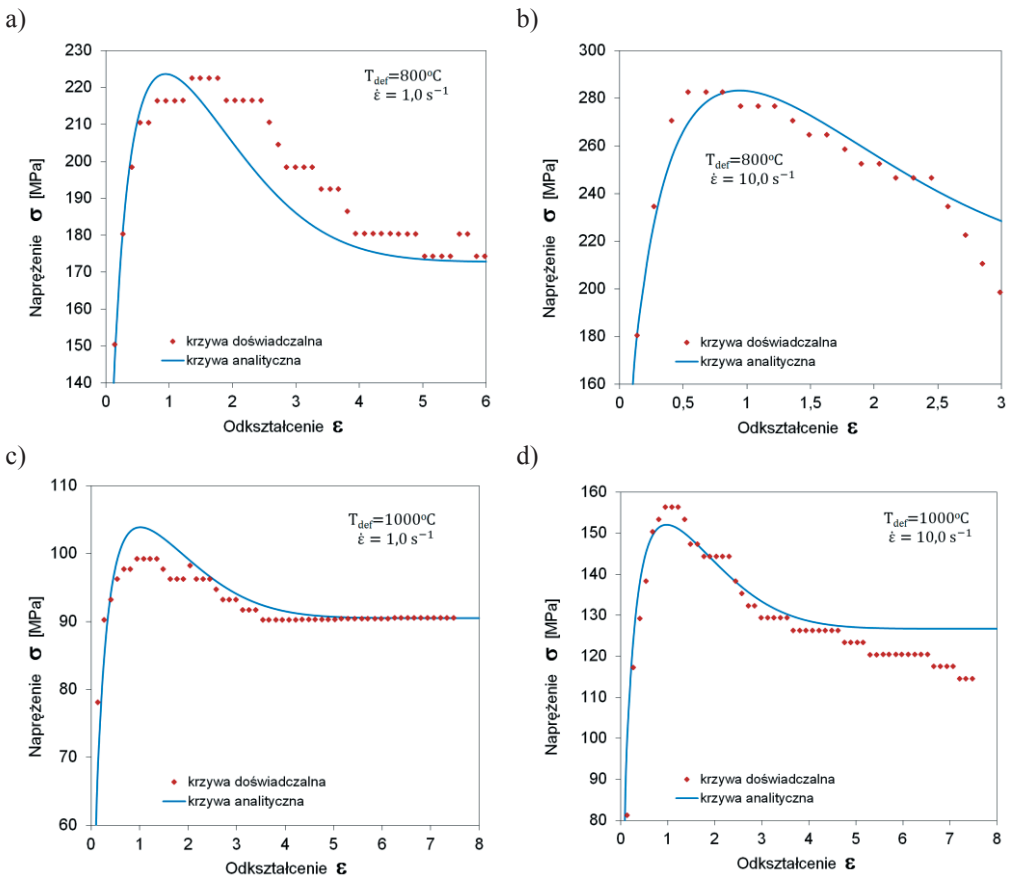 a)
230
220
210
200
190
180
170
160
150
140
Naprężenie σ [MPa]
T_def=800°C
ε̇ = 1,0 s⁻¹
krzywa doświadczalna
krzywa analityczna
0 1 2 3 4 5 6
Odkształcenie ε
b)
300
280
260
240
220
200
180
160
Naprężenie σ [MPa]
T_def=800°C
ε̇ = 10,0 s⁻¹
krzywa doświadczalna
krzywa analityczna
0 0,5 1 1,5 2 2,5 3
Odkształcenie ε
c)
110
100
90
80
70
60
Naprężenie σ [MPa]
T_def=1000°C
ε̇ = 1,0 s⁻¹
krzywa doświadczalna
krzywa analityczna
0 1 2 3 4 5 6 7 8
Odkształcenie ε
d)
160
150
140
130
120
110
100
90
80
Naprężenie σ [MPa]
T_def=1000°C
ε̇ = 10,0 s⁻¹
krzywa doświadczalna
krzywa analityczna
0 1 2 3 4 5 6 7 8
Odkształcenie ε